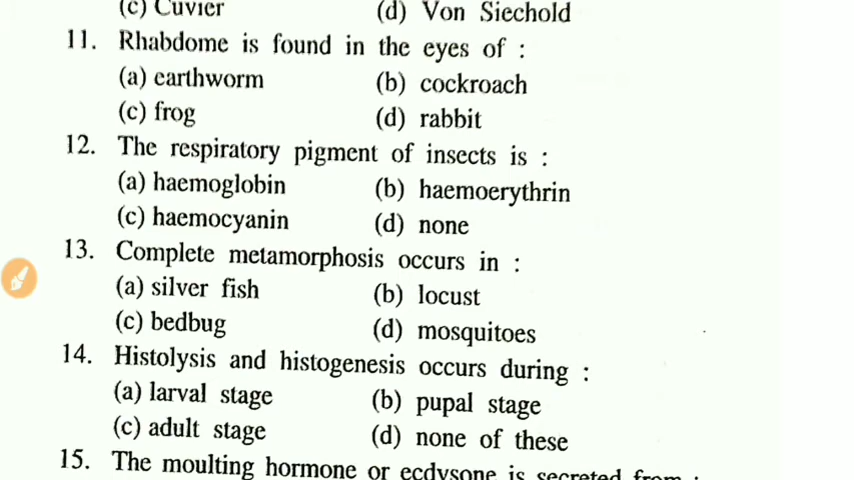 (c) Cuvier (d) Von Siechold
11. Rhabdome is found in the eyes of :
(a) earthworm (b) cockroach
(c) frog (d) rabbit
12. The respiratory pigment of insects is :
(a) haemoglobin (b) haemoerythrin
(c) haemocyanin (d) none
13. Complete metamorphosis occurs in :
(a) silver fish (b) locust
(c) bedbug (d) mosquitoes
14. Histolysis and histogenesis occurs during :
(a) larval stage (b) pupal stage
(c) adult stage (d) none of these
15. The moulting hormone or ecdysone is secreted from :